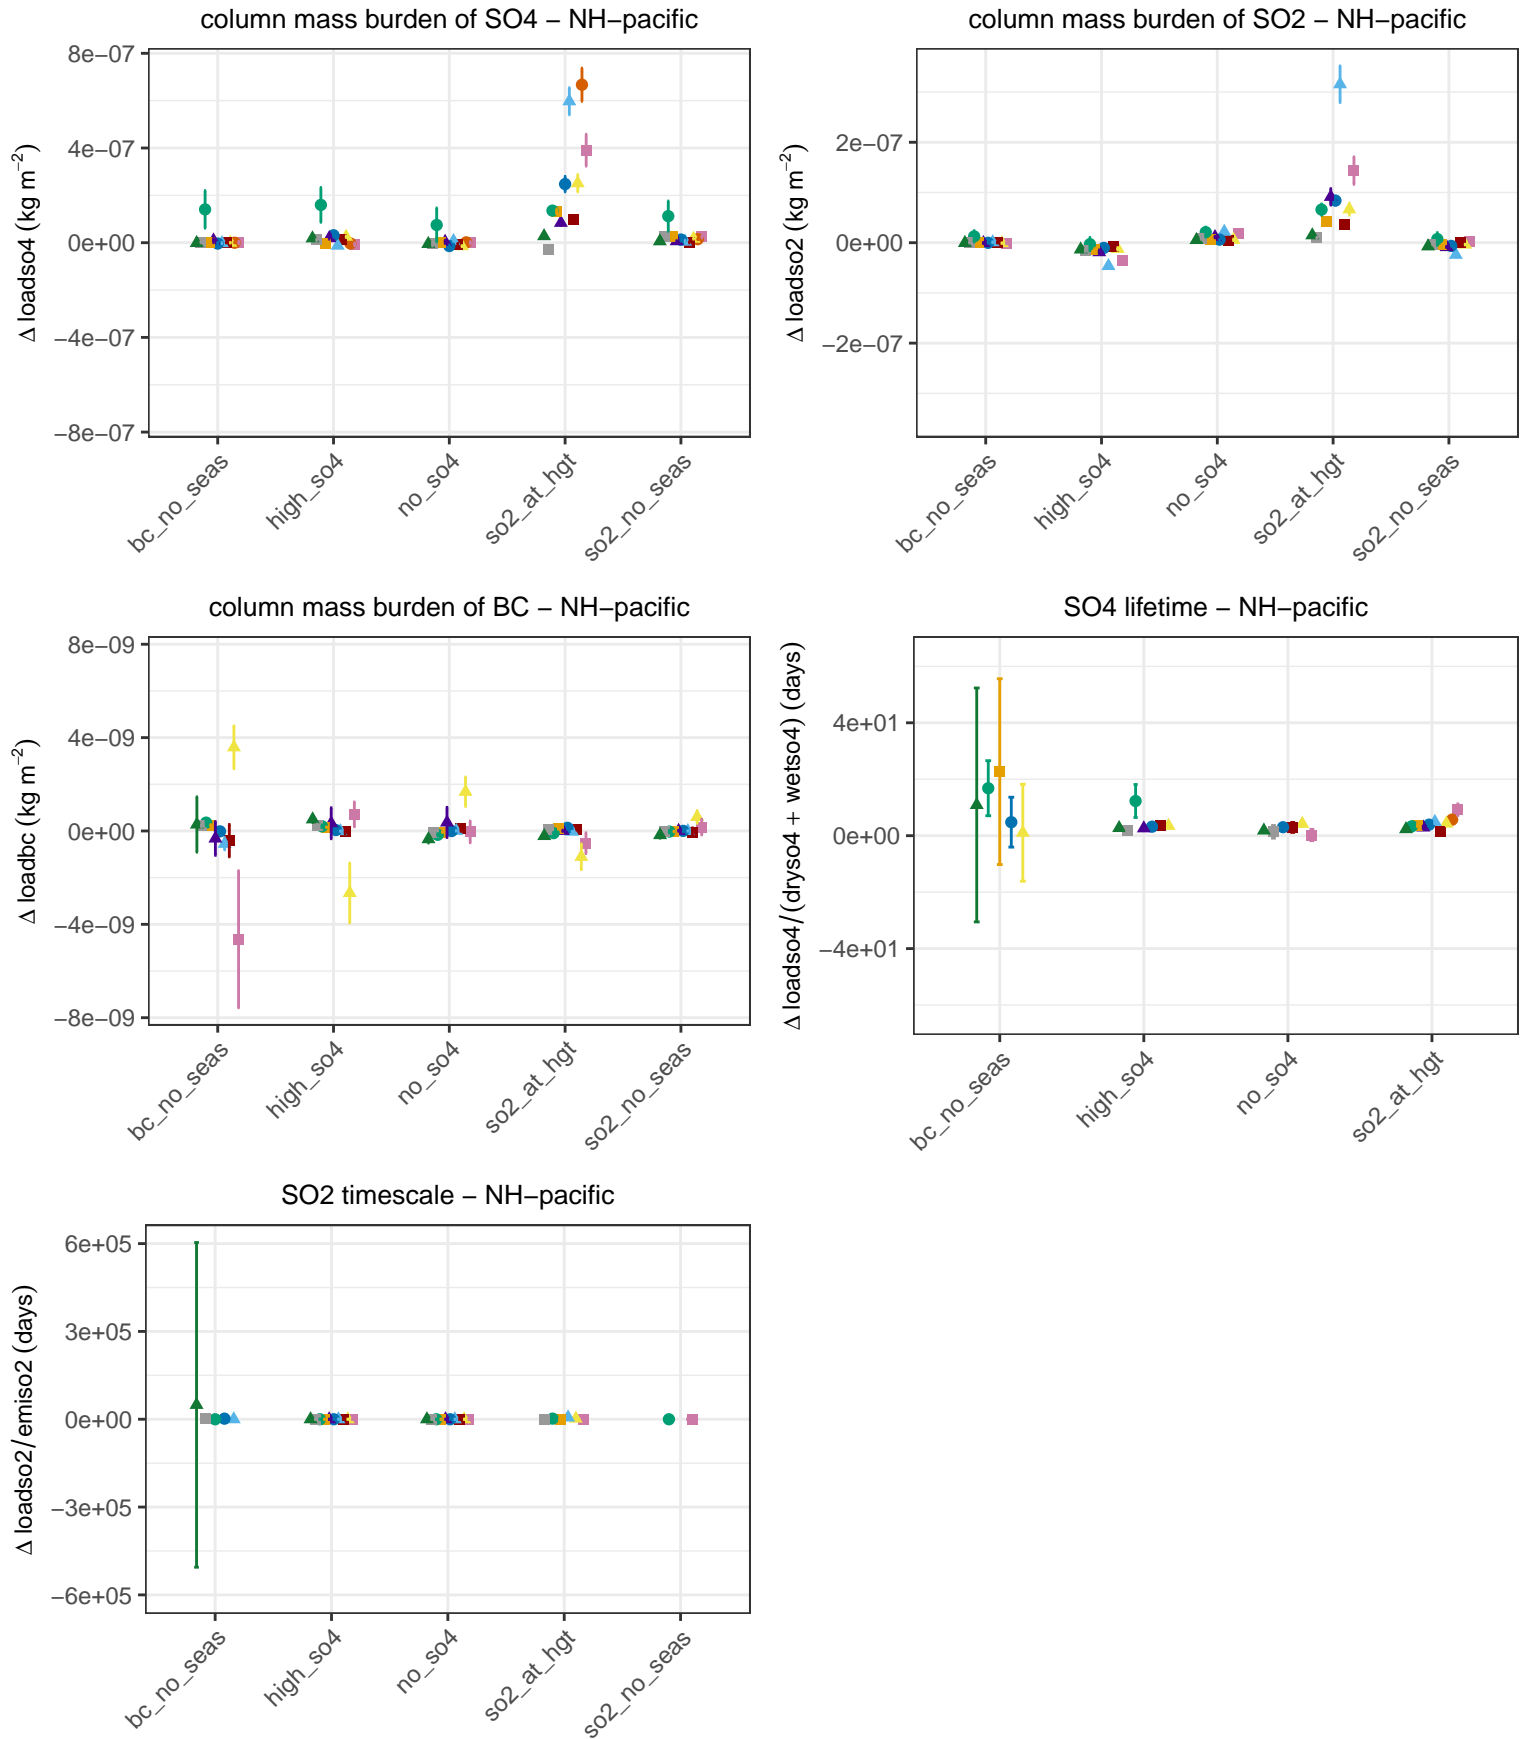 column mass burden of SO4 − NH−pacific
Δ loadso4 (kg m⁻²)
8e−07
4e−07
0e+00
−4e−07
−8e−07
bc_no_seas
high_so4
no_so4
so2_at_hgt
so2_no_seas
column mass burden of SO2 − NH−pacific
Δ loadso2 (kg m⁻²)
2e−07
0e+00
−2e−07
bc_no_seas
high_so4
no_so4
so2_at_hgt
so2_no_seas
column mass burden of BC − NH−pacific
Δ loadbc (kg m⁻²)
8e−09
4e−09
0e+00
−4e−09
−8e−09
bc_no_seas
high_so4
no_so4
so2_at_hgt
so2_no_seas
SO4 lifetime − NH−pacific
Δ loadso4/(dryso4 + wetso4) (days)
4e+01
0e+00
−4e+01
bc_no_seas
high_so4
no_so4
so2_at_hgt
SO2 timescale − NH−pacific
Δ loadso2/emiso2 (days)
6e+05
3e+05
0e+00
−3e+05
−6e+05
bc_no_seas
high_so4
no_so4
so2_at_hgt
so2_no_seas